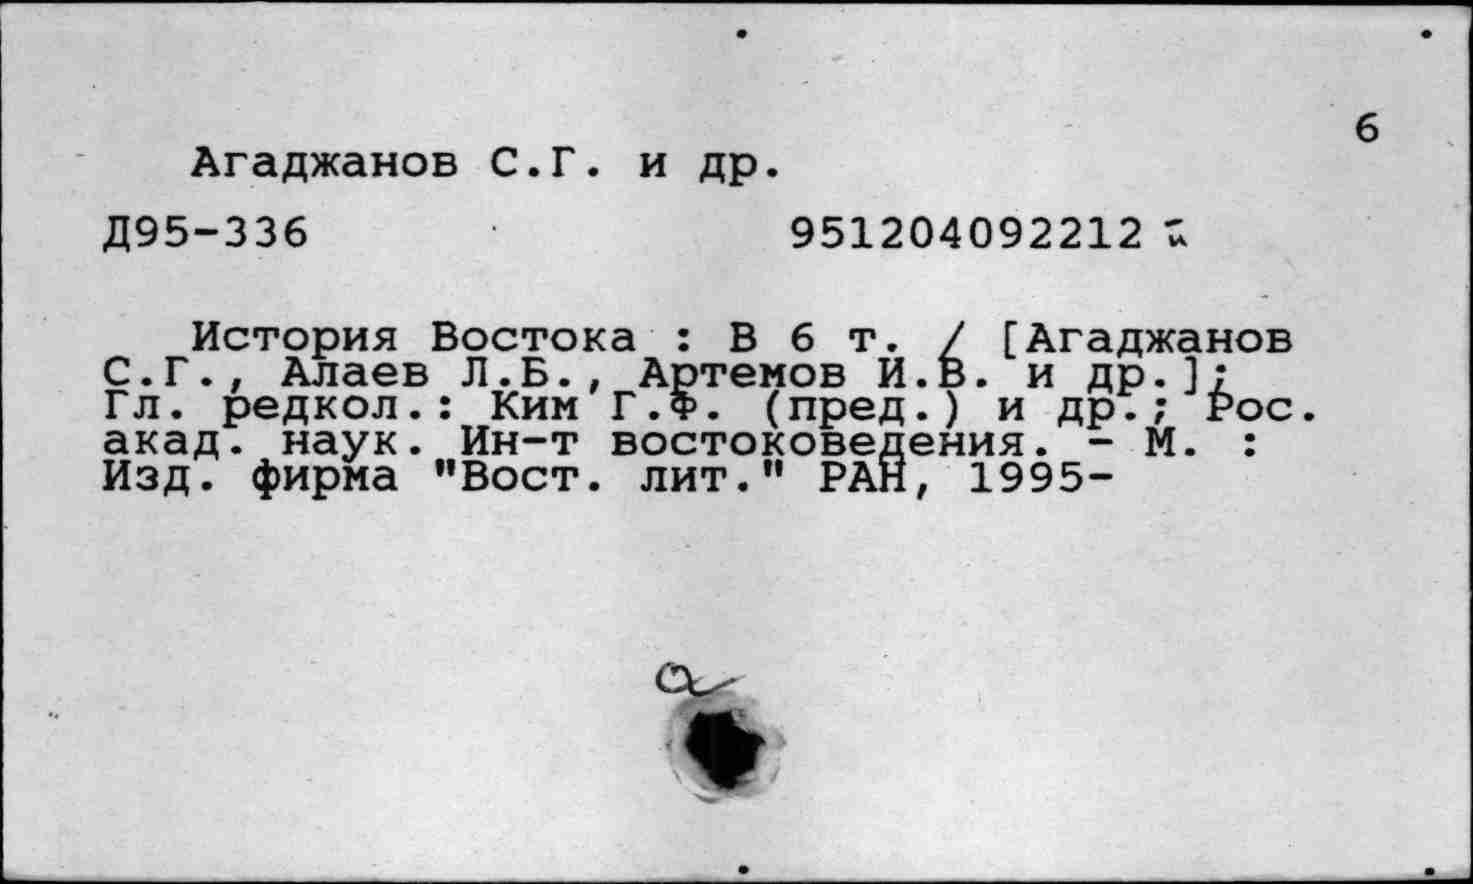 6
Агаджанов С.Г. и др.
Д95-336 951204092212
История Востока : В 6 т. / [Агаджанов
С.Г., Алаев Л.Б., Артемов И.В. и др.];
Гл. редкол.: Ким Г.Ф. (пред.) и др.; Рос.
акад. наук. Ин-т востоковедения. - М. :
Изд. фирма "Вост. лит." РАН, 1995-